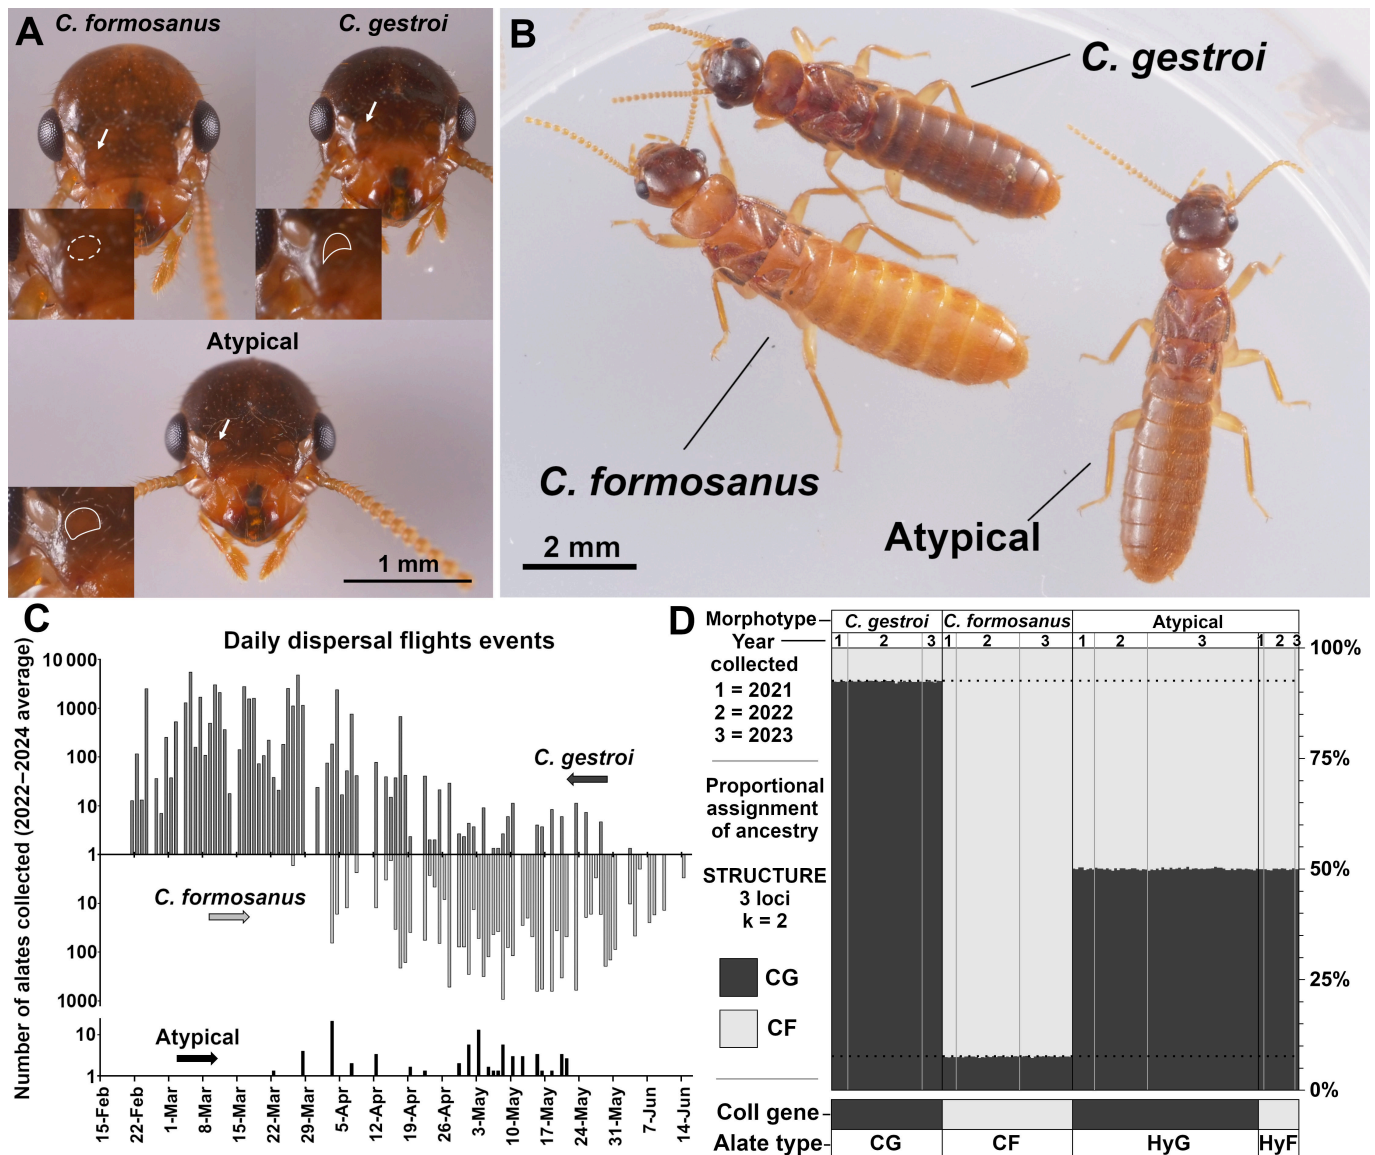 A
C. formosanus
C. gestroi
Atypical
1 mm
B
C. gestroi
C. formosanus
Atypical
2 mm
C
Daily dispersal flights events
Number of alates collected (2022–2024 average)
10 000
1000
100
10
1
10
100
1000
10
1
C. gestroi
C. formosanus
Atypical
15-Feb
22-Feb
1-Mar
8-Mar
15-Mar
22-Mar
29-Mar
5-Apr
12-Apr
19-Apr
26-Apr
3-May
10-May
17-May
24-May
31-May
7-Jun
14-Jun
D
Morphotype
C. gestroi C. formosanus Atypical
Year
1 2 3 1 2 3 1 2 3 1 2 3
collected
1 = 2021
2 = 2022
3 = 2023
Proportional
assignment
of ancestry
STRUCTURE
3 loci
k = 2
CG
CF
100%
75%
50%
25%
0%
CoII gene
Alate type
CG CF HyG HyF